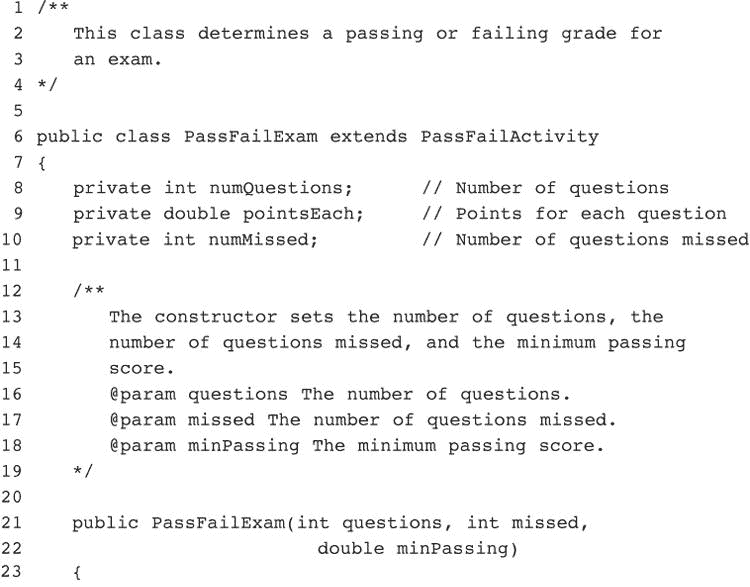 1 /**
2    This class determines a passing or failing grade for
3    an exam.
4 */
5
6 public class PassFailExam extends PassFailActivity
7 {
8    private int numQuestions;      // Number of questions
9    private double pointsEach;     // Points for each question
10    private int numMissed;         // Number of questions missed
11
12    /**
13       The constructor sets the number of questions, the
14       number of questions missed, and the minimum passing
15       score.
16       @param questions The number of questions.
17       @param missed The number of questions missed.
18       @param minPassing The minimum passing score.
19    */
20
21    public PassFailExam(int questions, int missed,
22                        double minPassing)
23    {